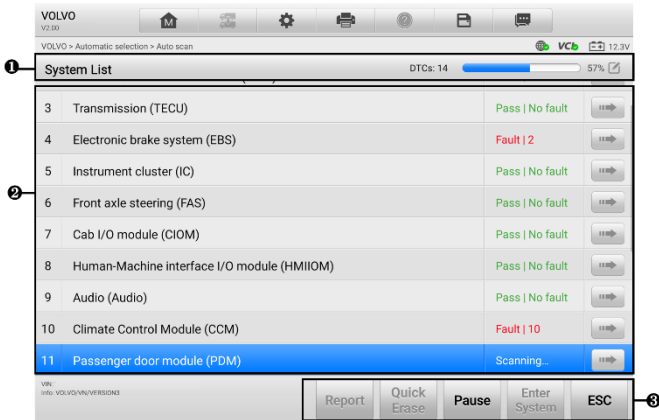 VOLVO
V2.00
M
VOLVO > Automatic selection > Auto scan
VCI
12.3V
❶
System List
DTCs: 14
57%
3 Transmission (TECU) Pass | No fault
4 Electronic brake system (EBS) Fault | 2
5 Instrument cluster (IC) Pass | No fault
❷
6 Front axle steering (FAS) Pass | No fault
7 Cab I/O module (CIOM) Pass | No fault
8 Human-Machine interface I/O module (HMIIOM) Pass | No fault
9 Audio (Audio) Pass | No fault
10 Climate Control Module (CCM) Fault | 10
11 Passenger door module (PDM) Scanning...
VIN:
Info: VOLVO/VN/VERSION3
Report
Quick
Erase
Pause
Enter
System
ESC
❸